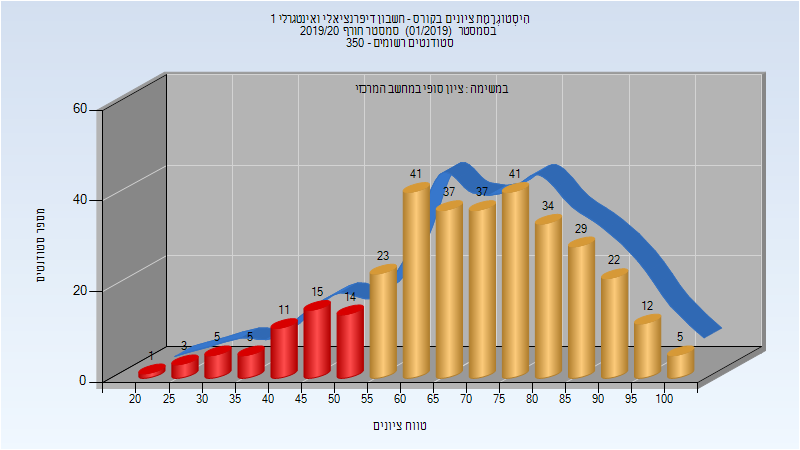 הִיסְטוֹגְרָמַת ציונים בקורס - חשבון דיפרנציאלי ואינטגרלי 1
בסמסטר (01/2019) סמסטר חורף 2019/20
סטודנטים רשומים - 350
במשימה : ציון סופי במחשב המרכזי
מספר סטודנטים
60
40
20
0
1 3 5 5 11 15 14 23 41 37 37 41 34 29 22 12 5
20 25 30 35 40 45 50 55 60 65 70 75 80 85 90 95 100
טווח ציונים